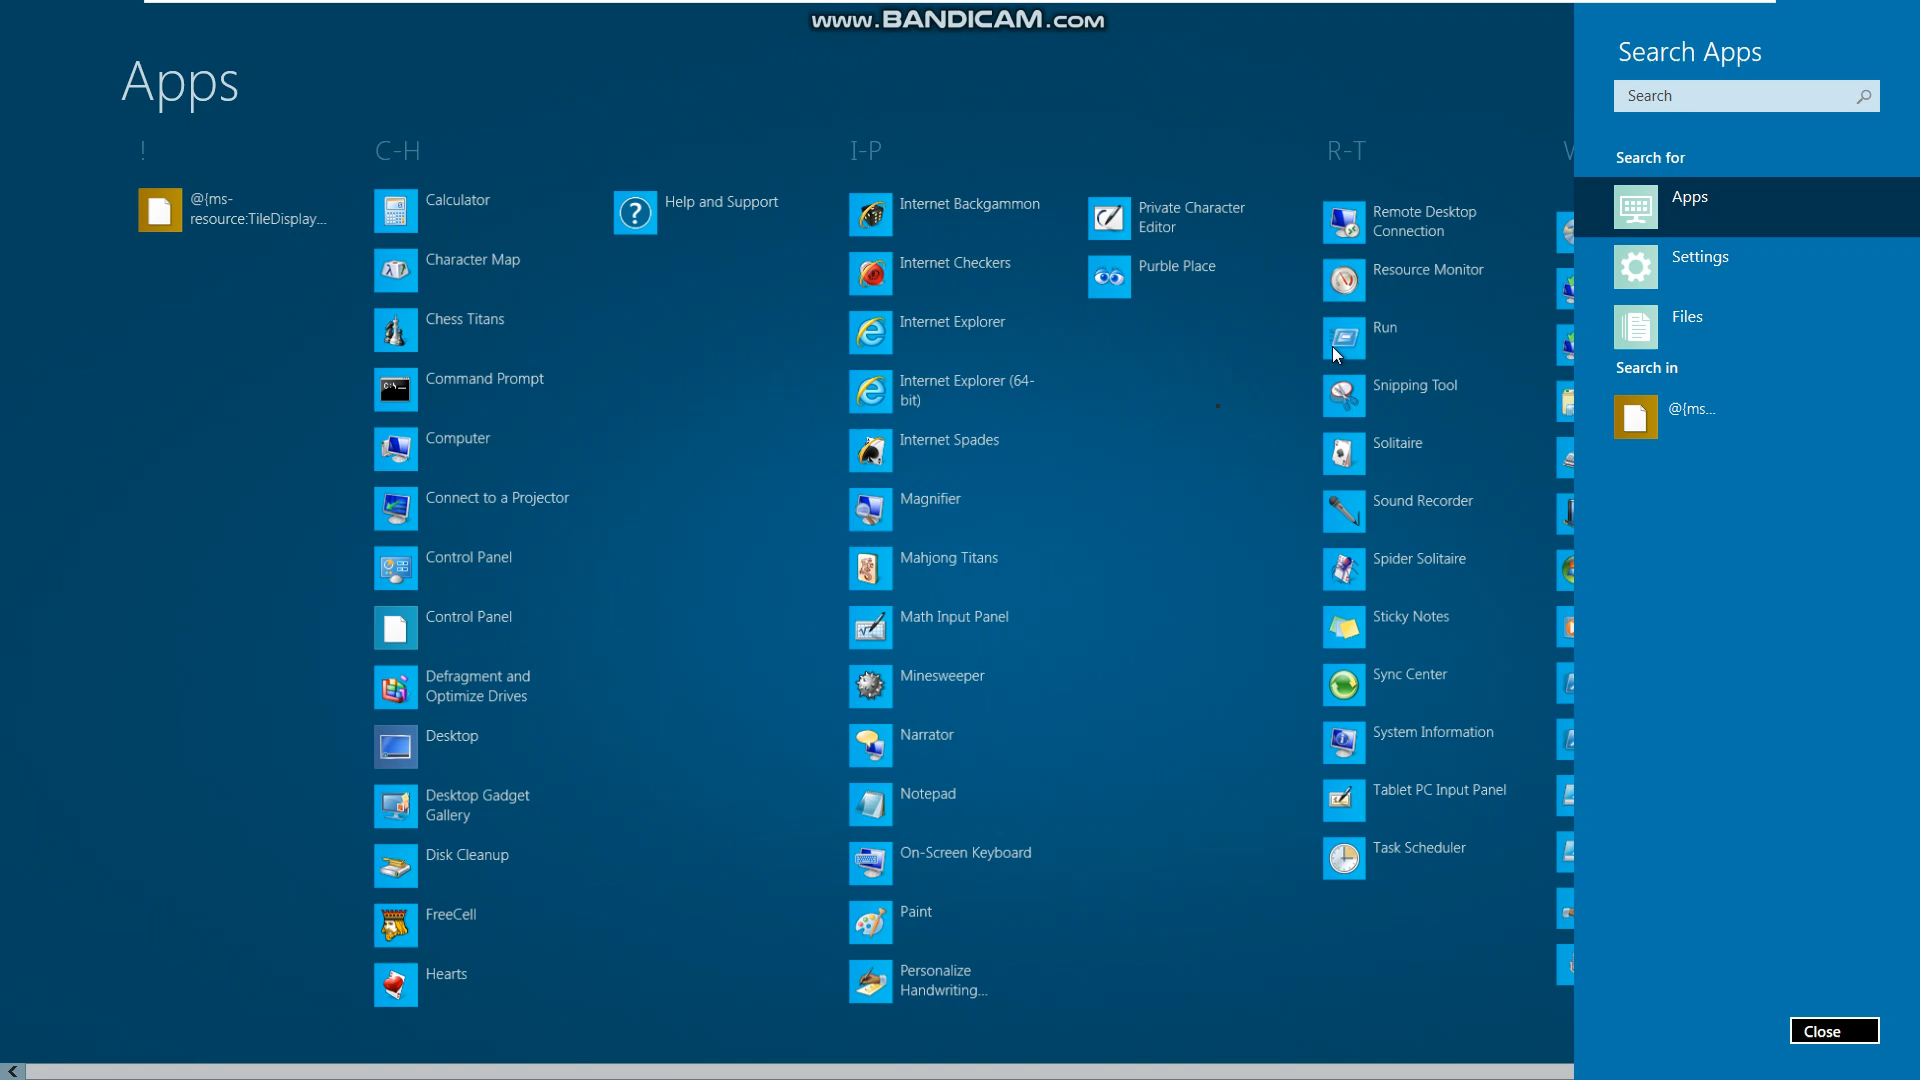 www.BANDICAM.com
Apps
!
@{ms-
resource:TileDisplay...
C-H
Calculator
Character Map
Chess Titans
Command Prompt
Computer
Connect to a Projector
Control Panel
Control Panel
Defragment and
Optimize Drives
Desktop
Desktop Gadget
Gallery
Disk Cleanup
FreeCell
Hearts
Help and Support
I-P
Internet Backgammon
Internet Checkers
Internet Explorer
Internet Explorer (64-
bit)
Internet Spades
Magnifier
Mahjong Titans
Math Input Panel
Minesweeper
Narrator
Notepad
On-Screen Keyboard
Paint
Personalize
Handwriting...
Private Character
Editor
Purble Place
R-T
Remote Desktop
Connection
Resource Monitor
Run
Snipping Tool
Solitaire
Sound Recorder
Spider Solitaire
Sticky Notes
Sync Center
System Information
Tablet PC Input Panel
Task Scheduler
Search Apps
Search
Search for
Apps
Settings
Files
Search in
@{ms...
Close